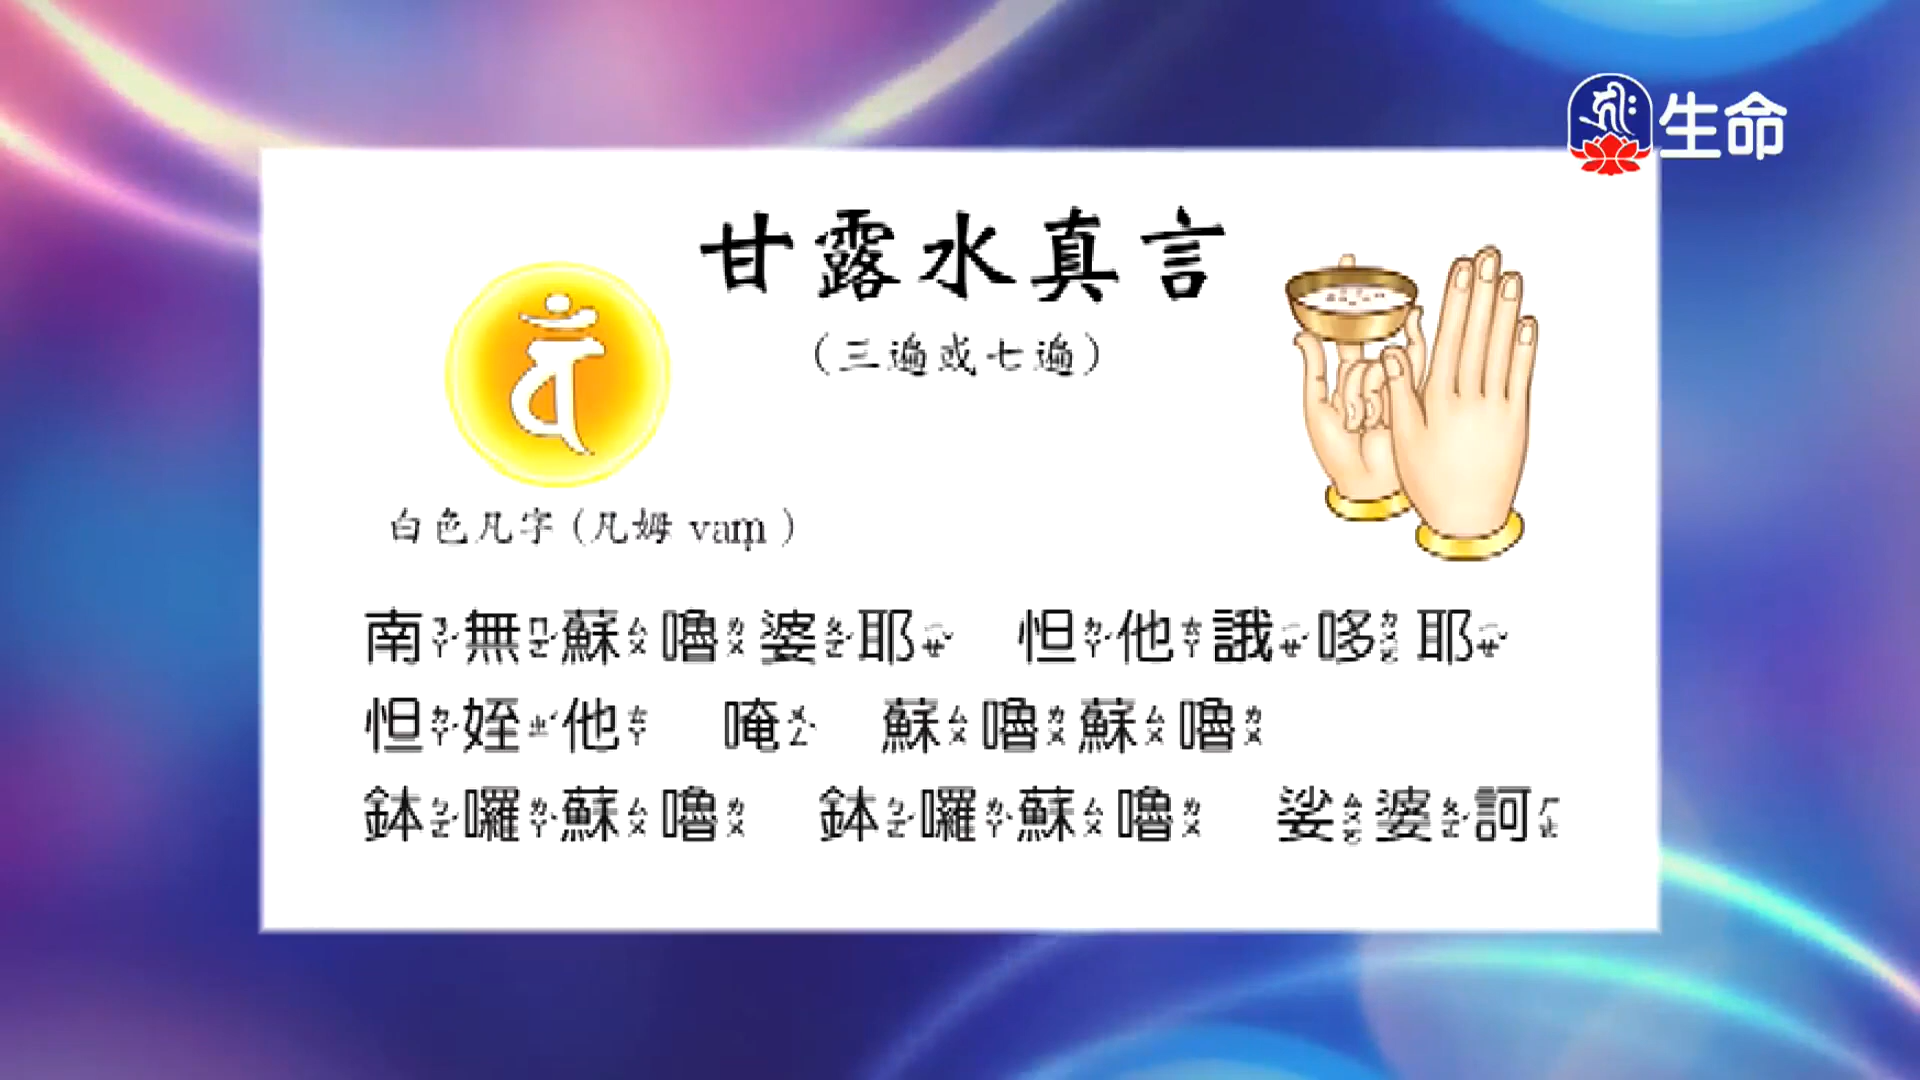 生命
甘露水真言
（三遍或七遍）
白色凡字（凡姆 vaṃ ）
南無蘇嚕婆耶 怛他誐哆耶
怛姪他 唵 蘇嚕蘇嚕
鉢囉蘇嚕 鉢囉蘇嚕 娑婆訶